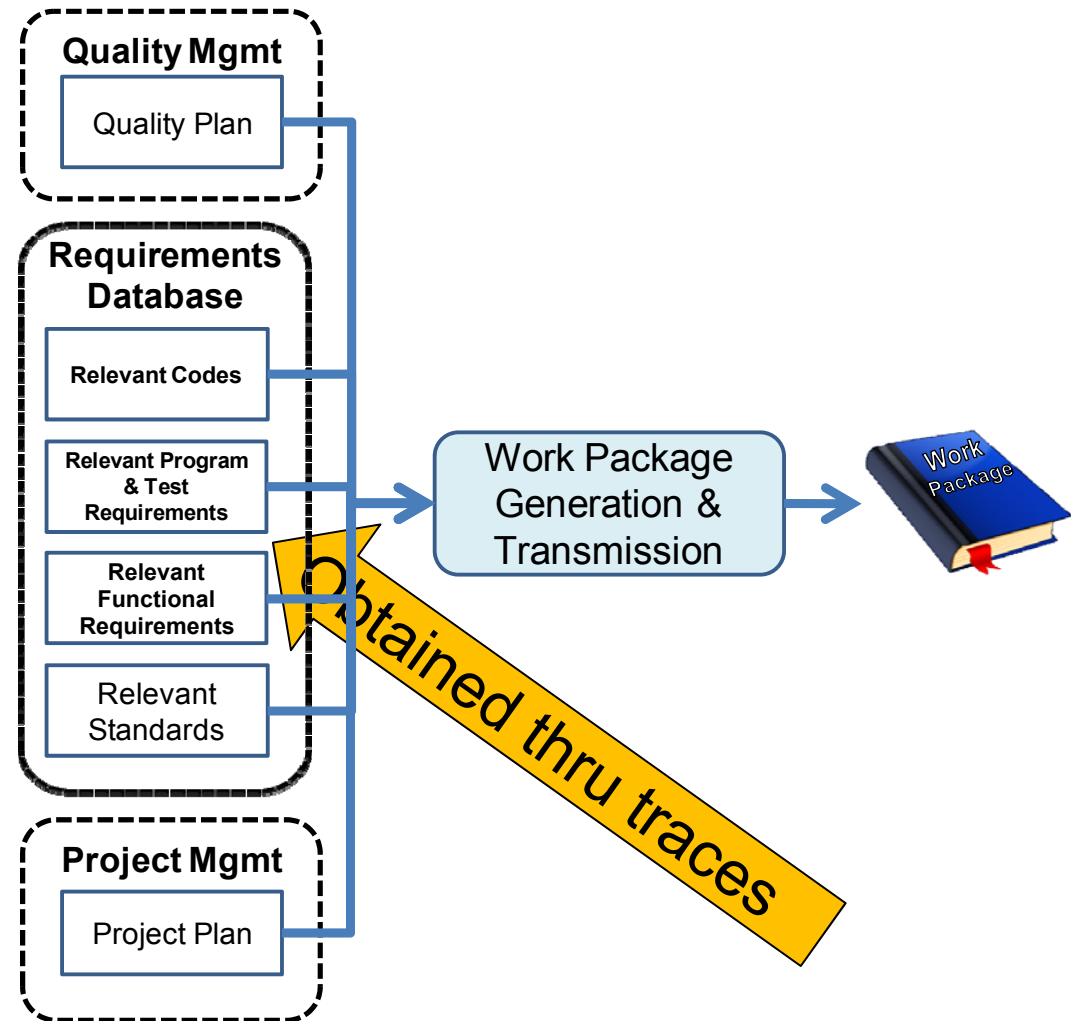 Quality Mgmt
Quality Plan
Requirements
Database
Relevant Codes
Relevant Program
& Test
Requirements
Relevant
Functional
Requirements
Relevant
Standards
Project Mgmt
Project Plan
Work Package
Generation &
Transmission
Work
Package
Obtained thru traces